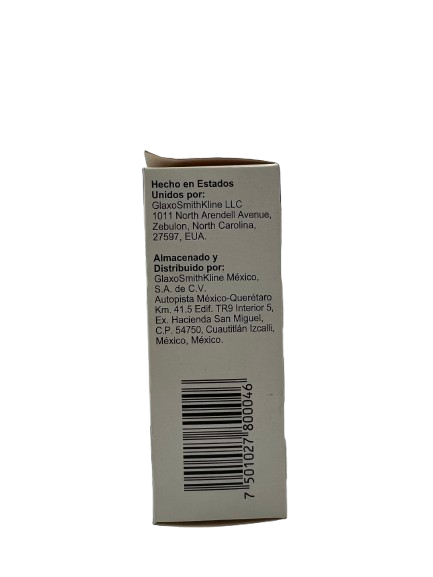 Hecho en Estados
Unidos por:
GlaxoSmithKline LLC
1011 North Arendell Avenue,
Zebulon, North Carolina,
27597, EUA.
Almacenado y
Distribuido por:
GlaxoSmithKline México,
S.A. de C.V.
Autopista México-Querétaro
Km. 41.5 Edif. TR9 Interior 5,
Ex. Hacienda San Miguel,
C.P. 54750, Cuautitlán Izcalli,
México, México.
7 501027 800046